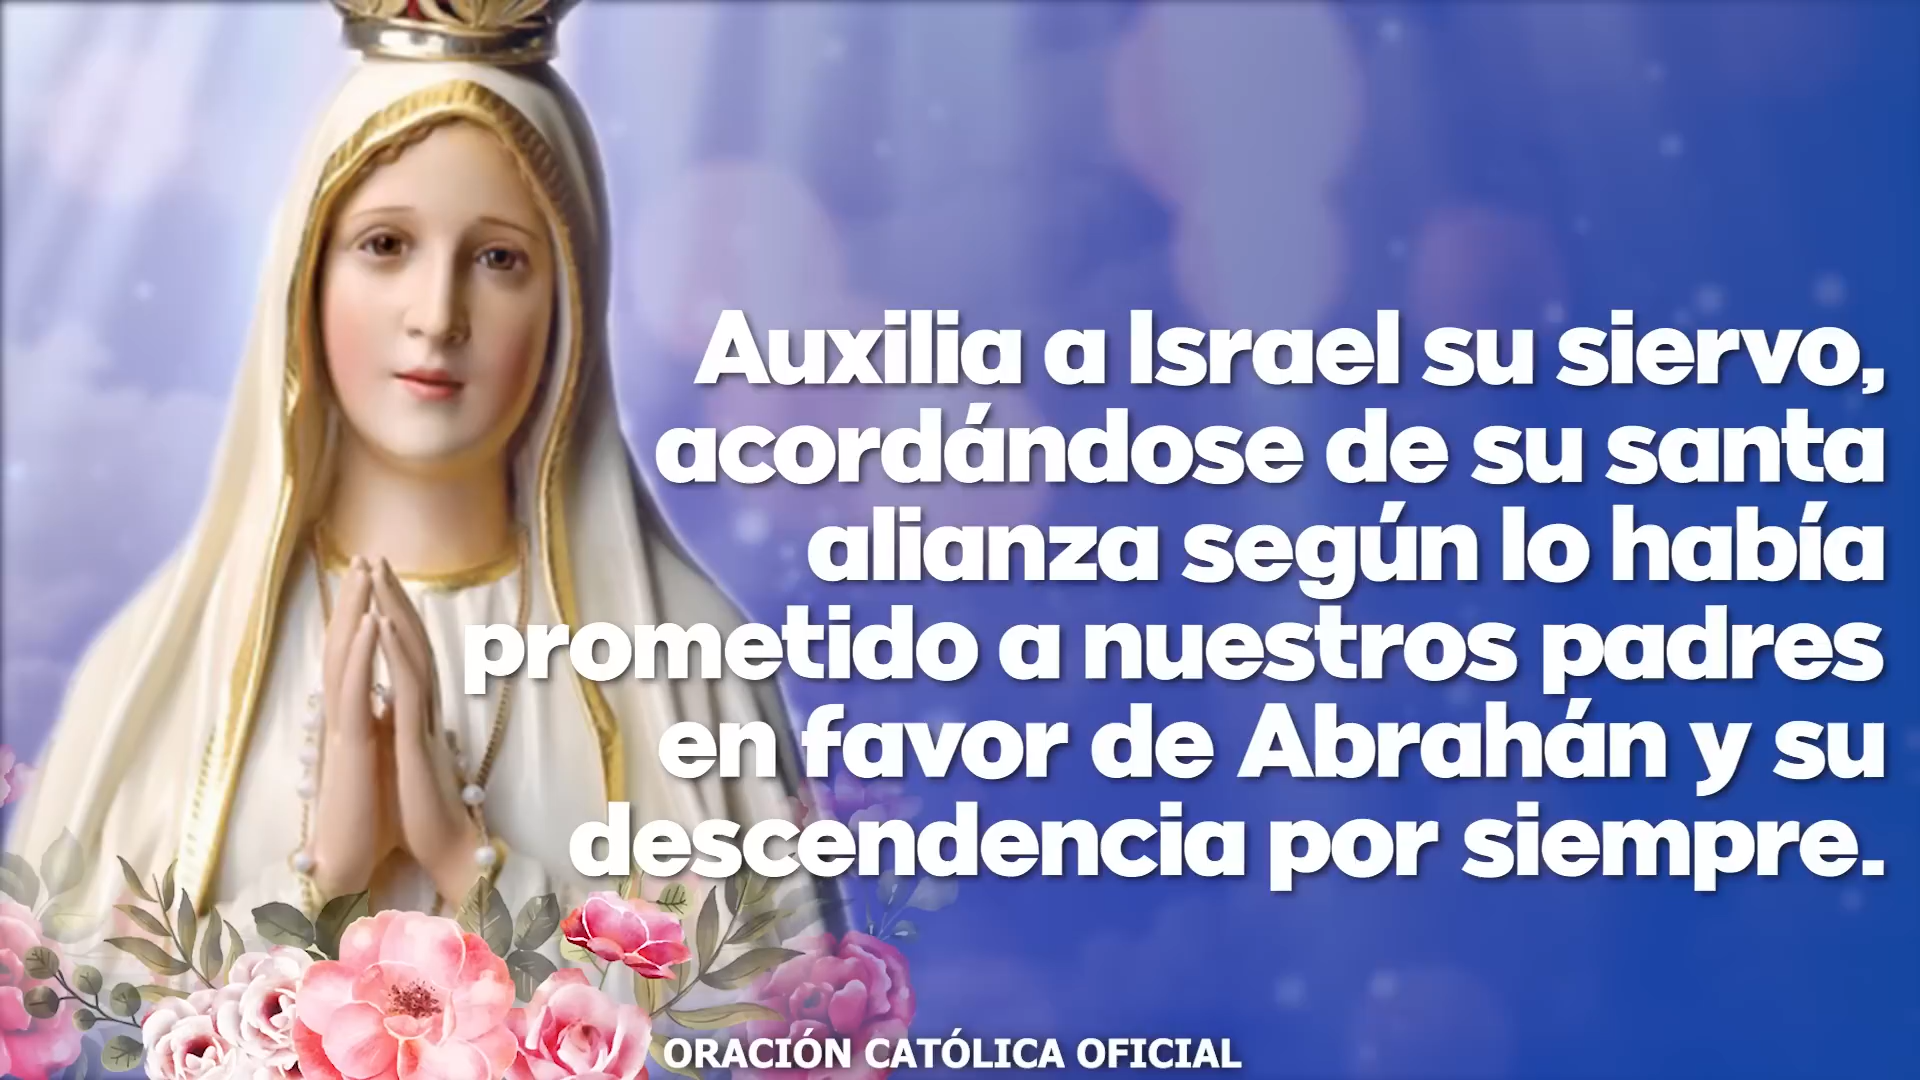 Auxilia a Israel su siervo,
acordándose de su santa
alianza según lo había
prometido a nuestros padres
en favor de Abrahán y su
descendencia por siempre.
ORACIÓN CATÓLICA OFICIAL